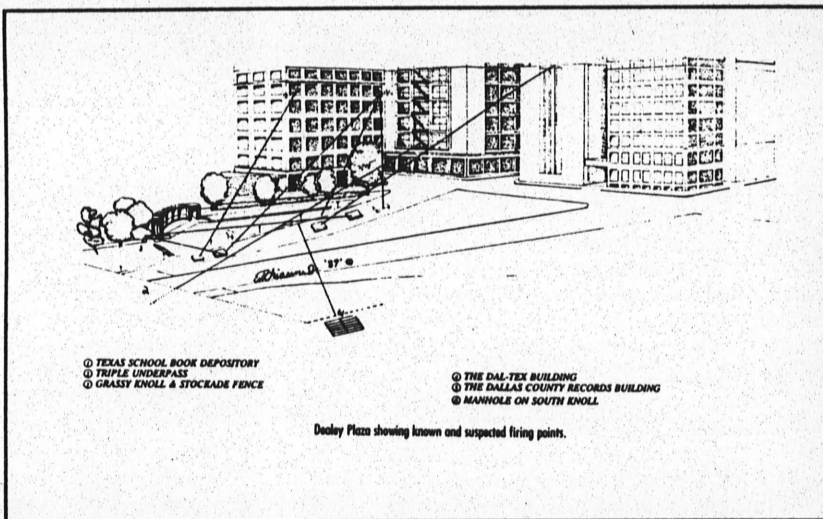 '87' ©
① TEXAS SCHOOL BOOK DEPOSITORY
② TRIPLE UNDERPASS
③ GRASSY KNOLL & STOCKADE FENCE
④ THE DAL-TEX BUILDING
⑤ THE DALLAS COUNTY RECORDS BUILDING
⑥ MANHOLE ON SOUTH KNOLL
Dealey Plaza showing known and suspected firing points.